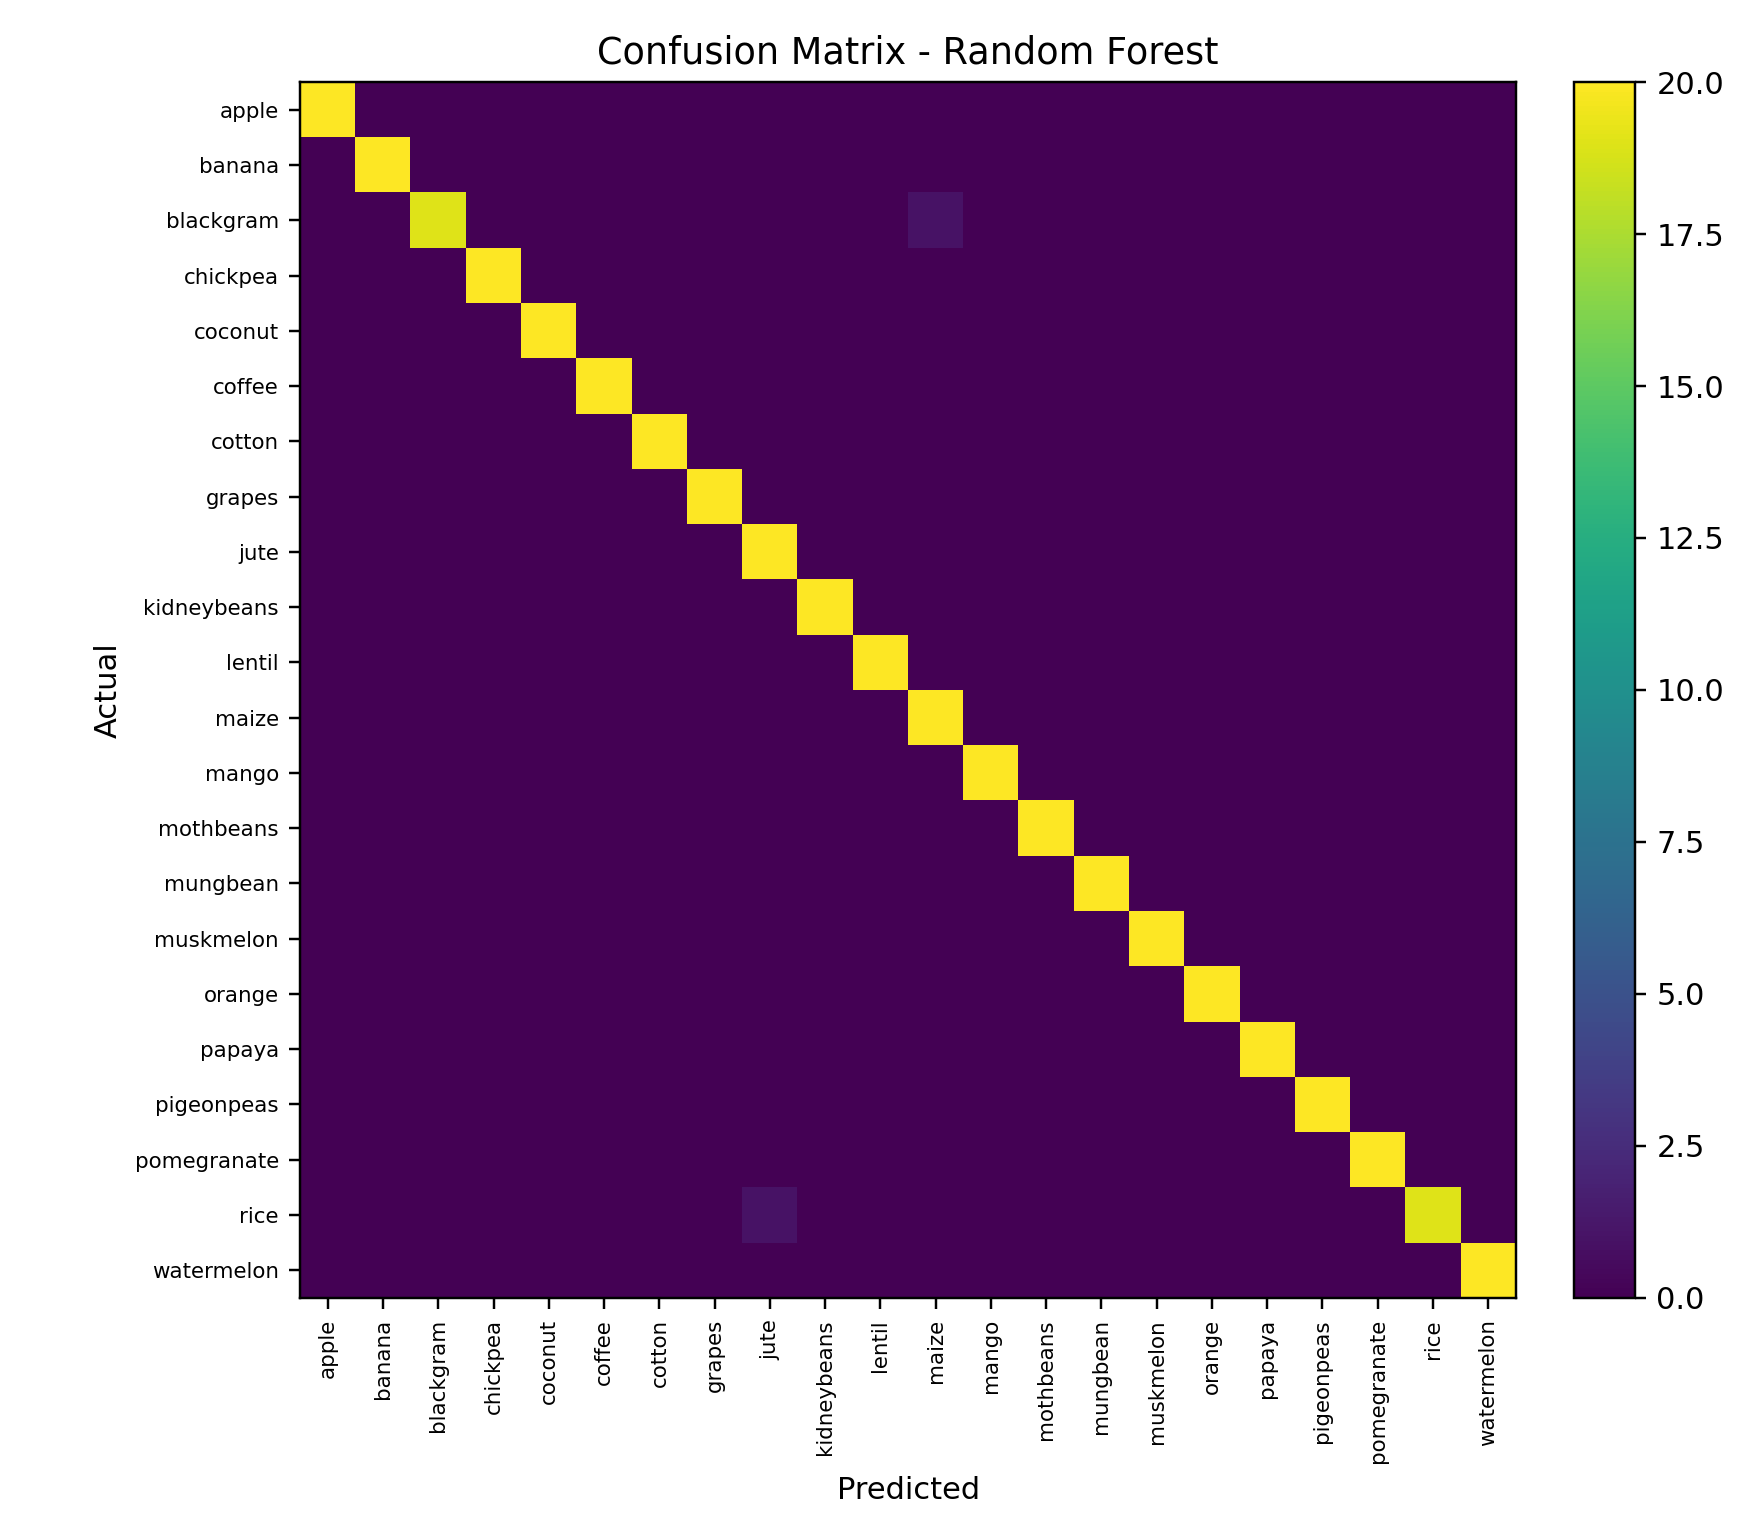 Confusion Matrix - Random Forest
apple
banana
blackgram
chickpea
coconut
coffee
cotton
grapes
jute
kidneybeans
lentil
maize
mango
mothbeans
mungbean
muskmelon
orange
papaya
pigeonpeas
pomegranate
rice
watermelon
Actual
apple
banana
blackgram
chickpea
coconut
coffee
cotton
grapes
jute
kidneybeans
lentil
maize
mango
mothbeans
mungbean
muskmelon
orange
papaya
pigeonpeas
pomegranate
rice
watermelon
Predicted
20.0
17.5
15.0
12.5
10.0
7.5
5.0
2.5
0.0